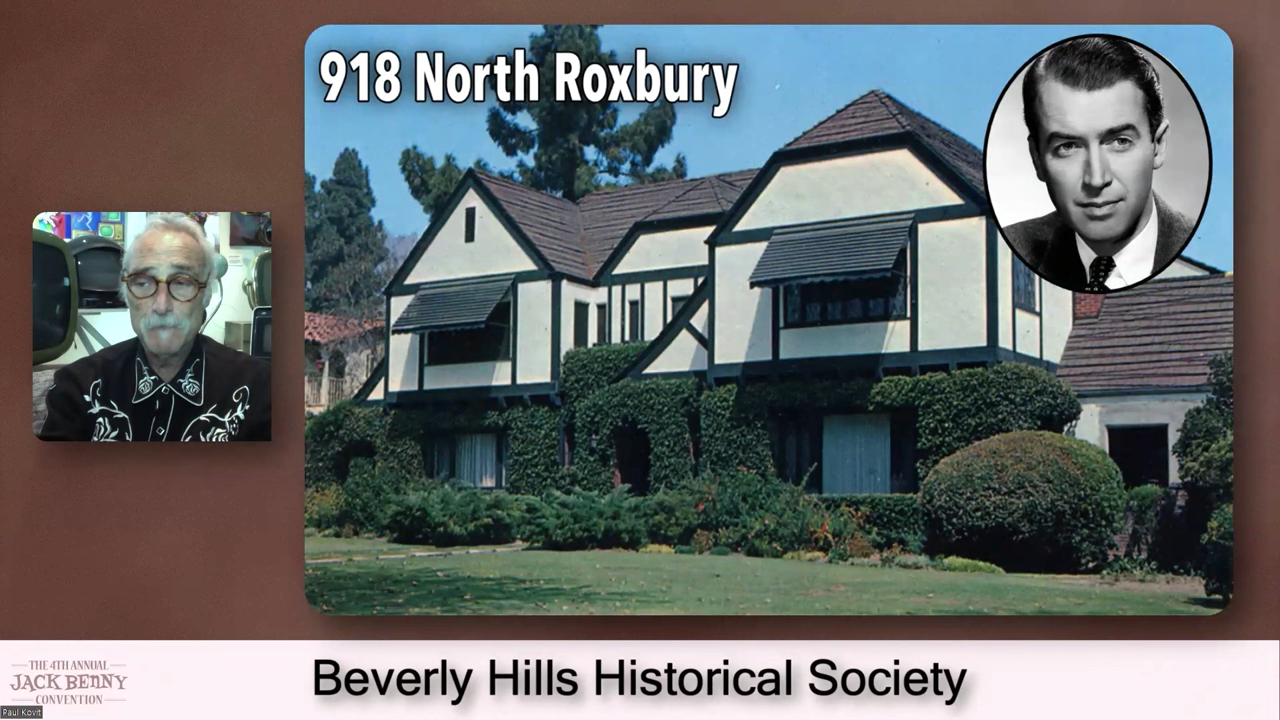 918 North Roxbury
Beverly Hills Historical Society
THE 4TH ANNUAL
JACK BENNY
CONVENTION
Paul Kovit